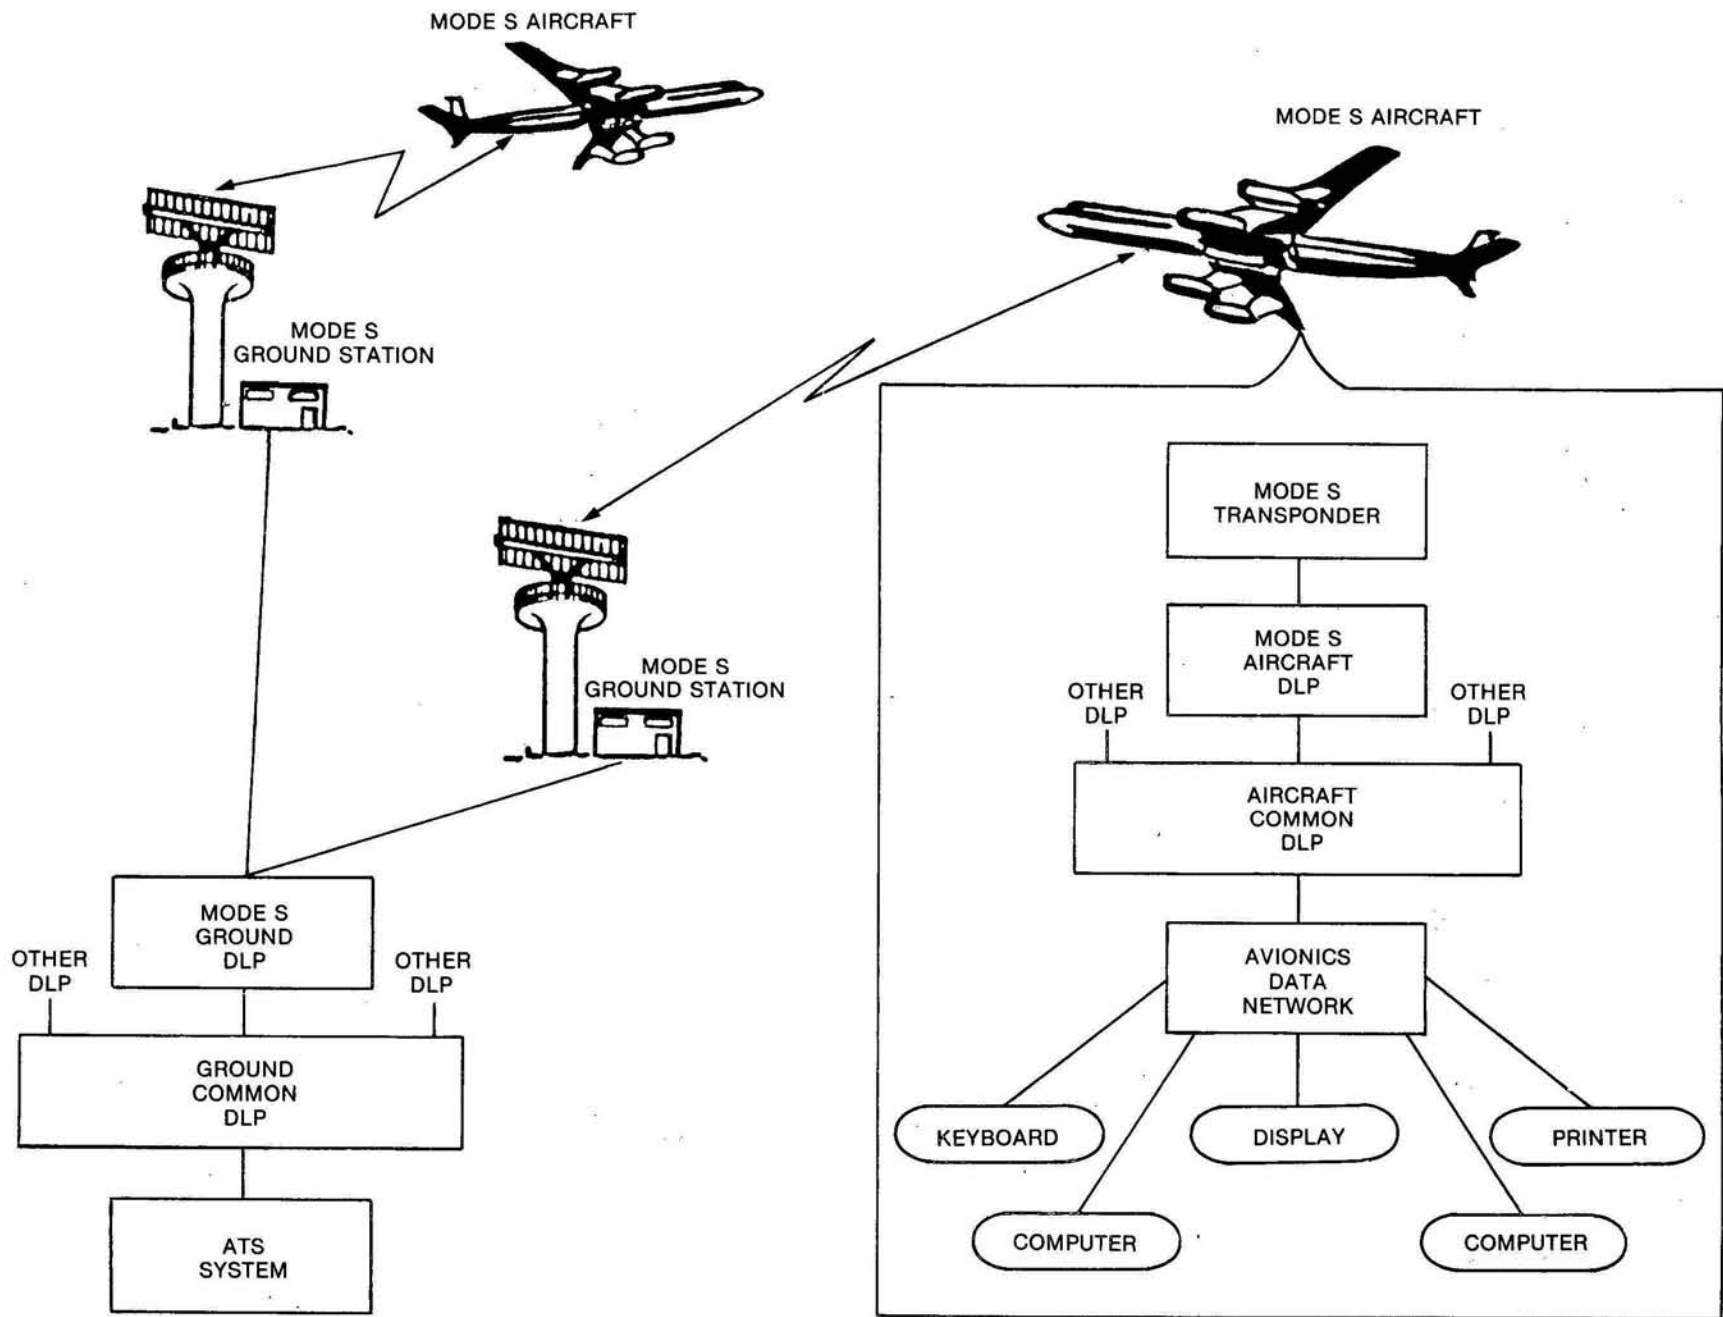 MODE S AIRCRAFT
MODE S AIRCRAFT
MODE S
GROUND STATION
MODE S
TRANSPONDER
MODE S
GROUND STATION
MODE S
AIRCRAFT
DLP
OTHER
DLP
OTHER
DLP
AIRCRAFT
COMMON
DLP
MODE S
GROUND
DLP
OTHER
DLP
OTHER
DLP
AVIONICS
DATA
NETWORK
GROUND
COMMON
DLP
KEYBOARD
DISPLAY
PRINTER
ATS
SYSTEM
COMPUTER
COMPUTER